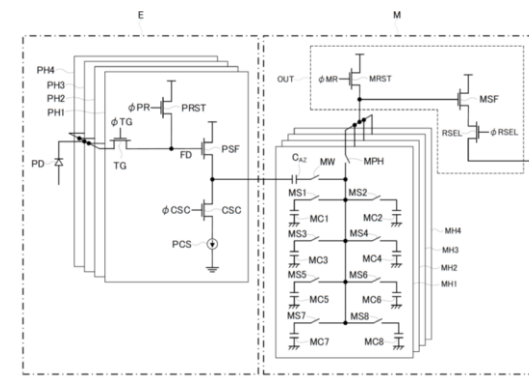 E
M
PH4
PH3
PH2
PH1
OUT
φMR
MRST
φPR
PRST
MSF
φTG
RSEL
φRSEL
PD
TG
FD
PSF
C_AZ
MW
MPH
φCSC
CSC
PCS
MS1
MS2
MC1
MC2
MS3
MS4
MC3
MC4
MS5
MS6
MC5
MC6
MS7
MS8
MC7
MC8
MH4
MH3
MH2
MH1